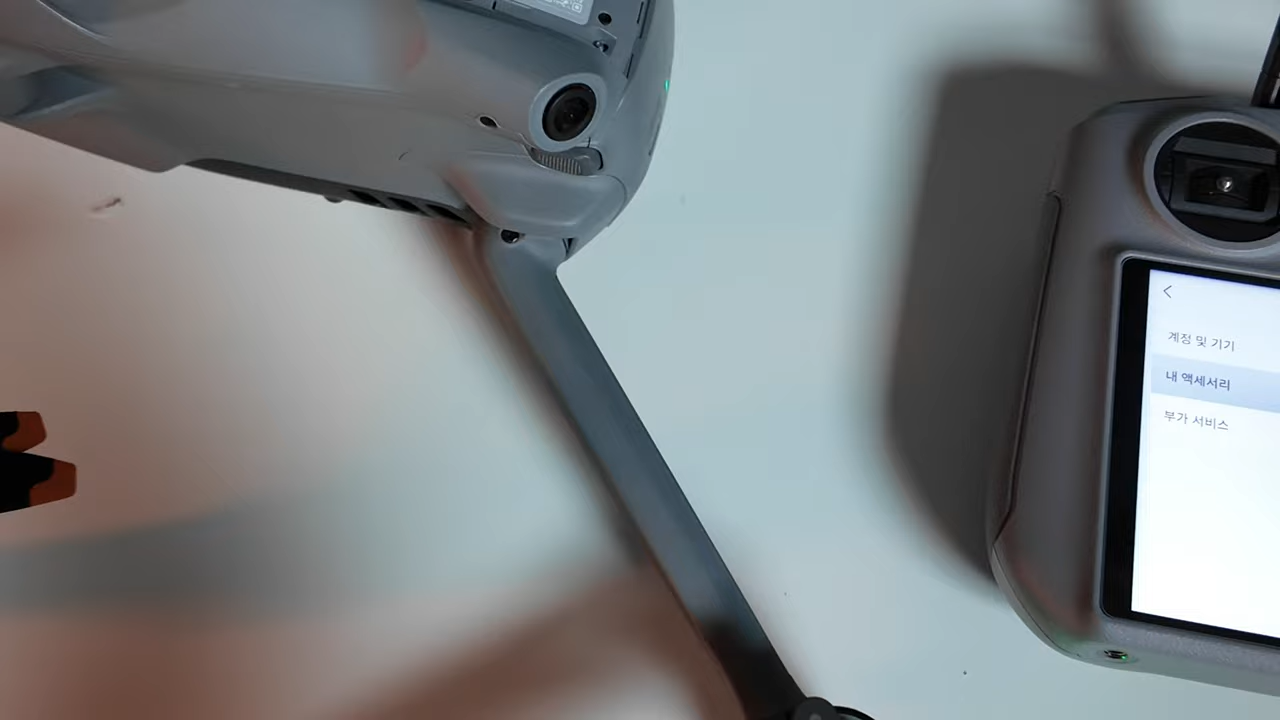 계정 및 기기
내 액세서리
부가 서비스